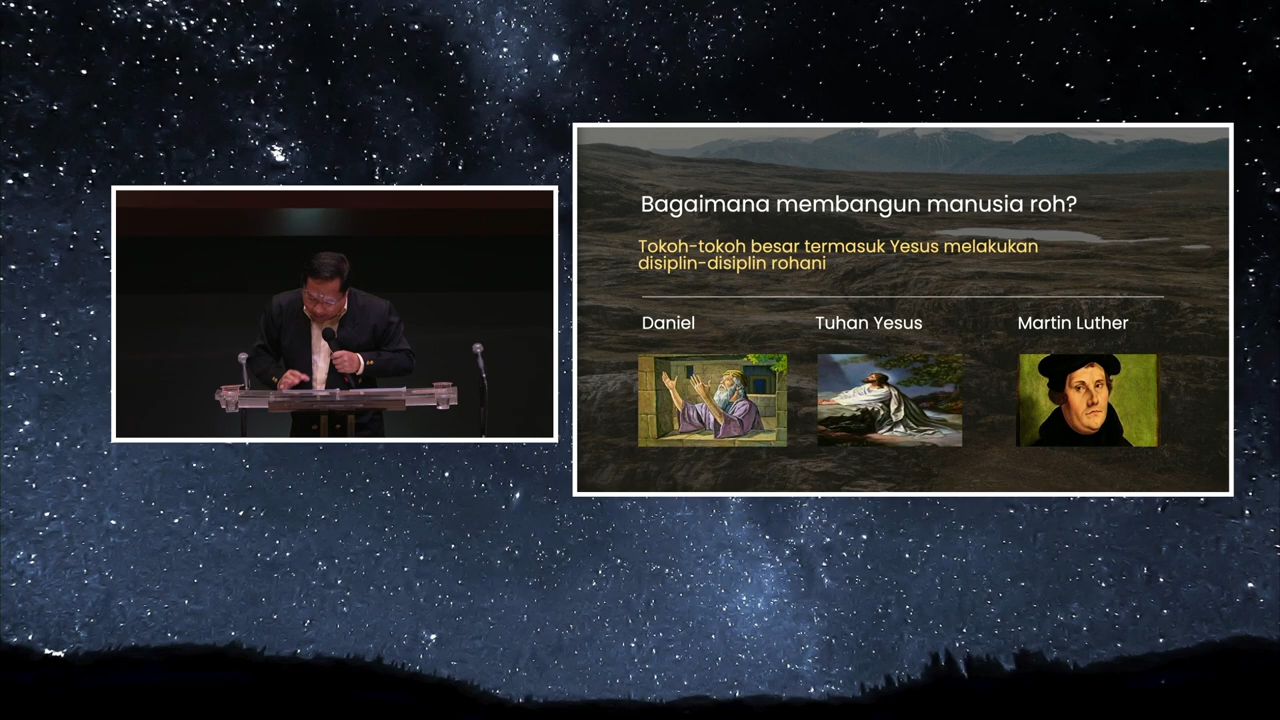 Bagaimana membangun manusia roh?
Tokoh-tokoh besar termasuk Yesus melakukan
disiplin-disiplin rohani
Daniel
Tuhan Yesus
Martin Luther